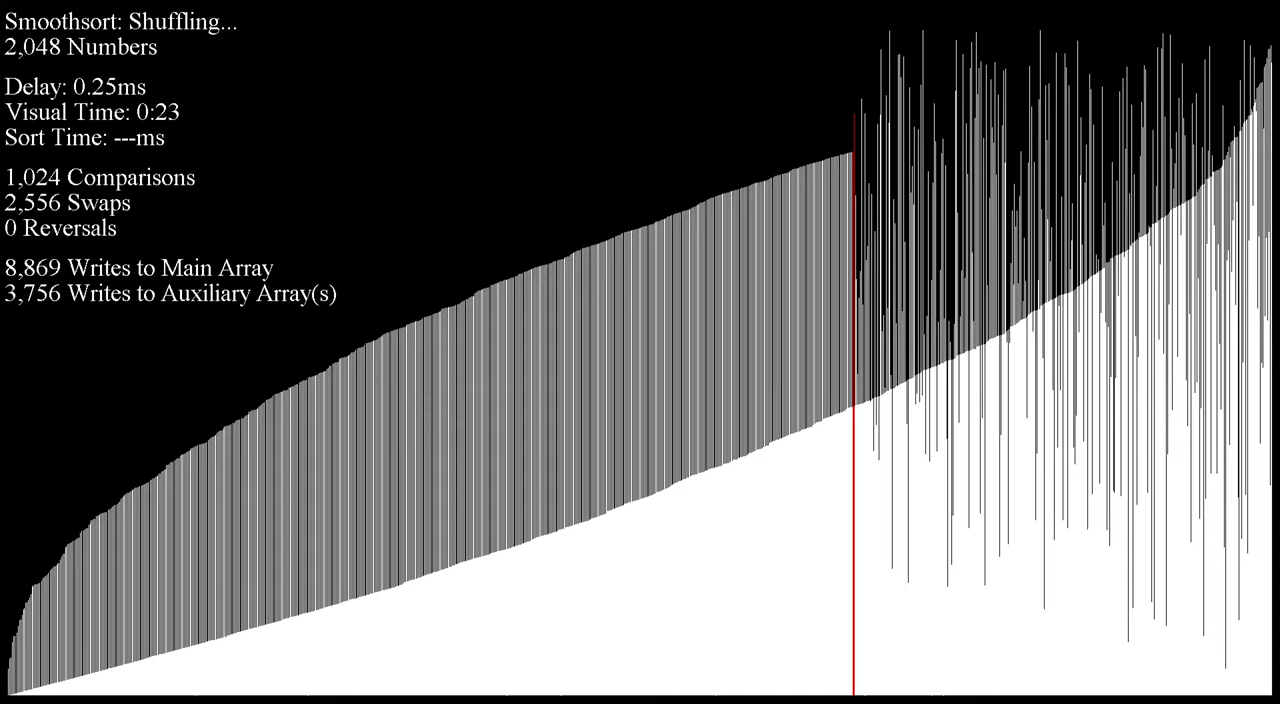 Smoothsort: Shuffling...
2,048 Numbers
Delay: 0.25ms
Visual Time: 0:23
Sort Time: ---ms
1,024 Comparisons
2,556 Swaps
0 Reversals
8,869 Writes to Main Array
3,756 Writes to Auxiliary Array(s)